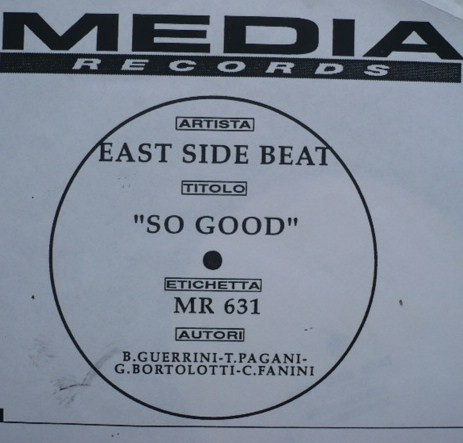 MEDIA
RECORDS
ARTISTA
EAST SIDE BEAT
TITOLO
"SO GOOD"
ETICHETTA
MR 631
AUTORI
B.GUERRINI-T.PAGANI-
G.BORTOLOTTI-C.FANINI